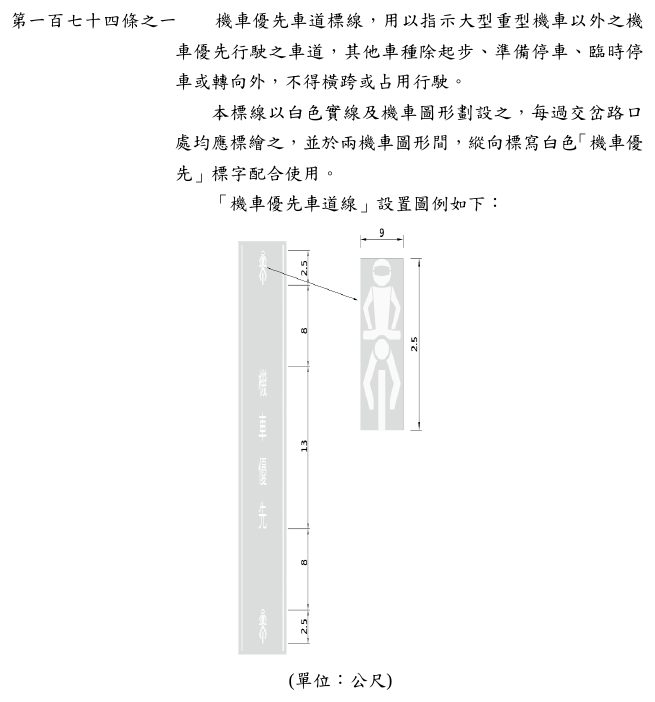 第一百七十四條之一　　機車優先車道標線，用以指示大型重型機車以外之機
車優先行駛之車道，其他車種除起步、準備停車、臨時停
車或轉向外，不得橫跨或占用行駛。
本標線以白色實線及機車圖形劃設之，每過交岔路口
處均應標繪之，並於兩機車圖形間，縱向標寫白色「機車優
先」標字配合使用。
「機車優先車道線」設置圖例如下：
9
2.5
8
2.5
機
車
優
先
13
8
2.5
(單位：公尺)